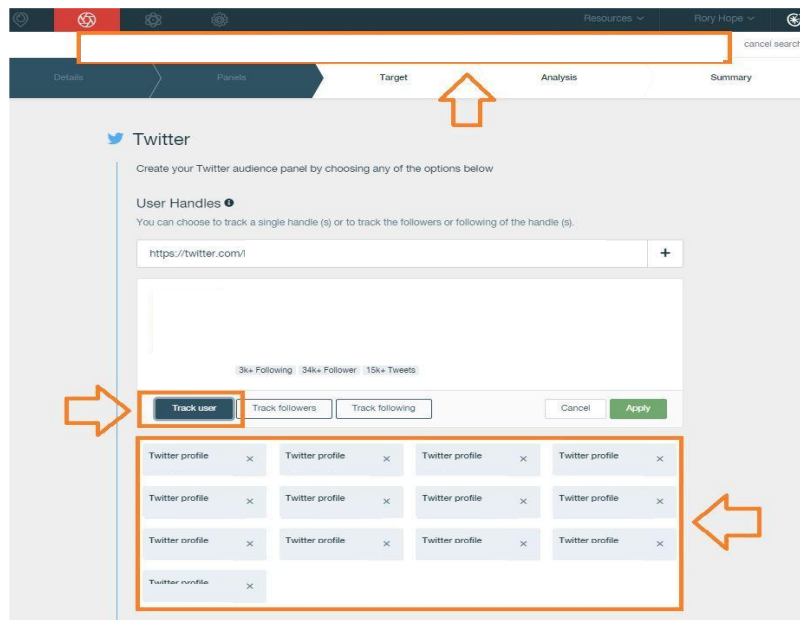 Resources
Rory Hope
cancel search
Details
Panels
Target
Analysis
Summary
Twitter
Create your Twitter audience panel by choosing any of the options below
User Handles
You can choose to track a single handle (s) or to track the followers or following of the handle (s).
https://twitter.com/l
+
3k+ Following 34k+ Follower 15k+ Tweets
Track user Track followers Track following Cancel Apply
Twitter profile × Twitter profile × Twitter profile × Twitter profile ×
Twitter profile × Twitter profile × Twitter profile × Twitter profile ×
Twitter profile × Twitter profile × Twitter profile × Twitter profile ×
Twitter profile ×